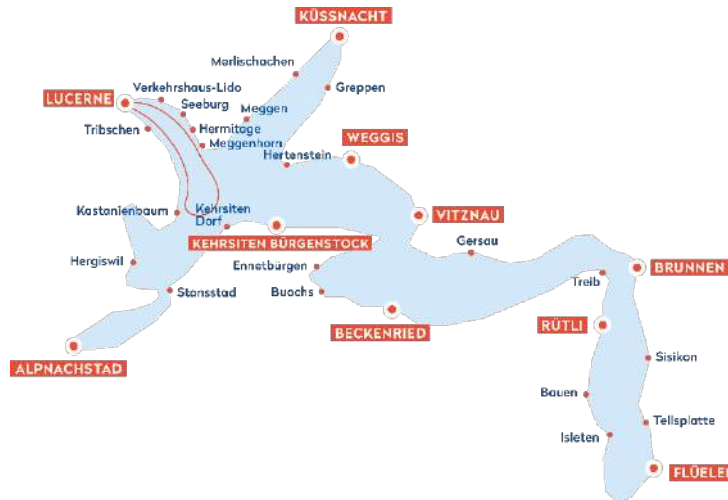 KÜSSNACHT
Merlischachen
Greppen
Verkehrshaus-Lido
LUCERNE
Seeburg
Meggen
Tribschen
Hermitage
Meggenhorn
WEGGIS
Hertenstein
Kastanienbaum
Kehrsiten
Dorf
VITZNAU
KEHRSITEN BÜRGENSTOCK
Gersau
Hergiswil
Ennetbürgen
BRUNNEN
Treib
Stansstad
Buochs
BECKENRIED
RÜTLI
ALPNACHSTAD
Sisikon
Bauen
Tellsplatte
Isleten
FLÜELEN